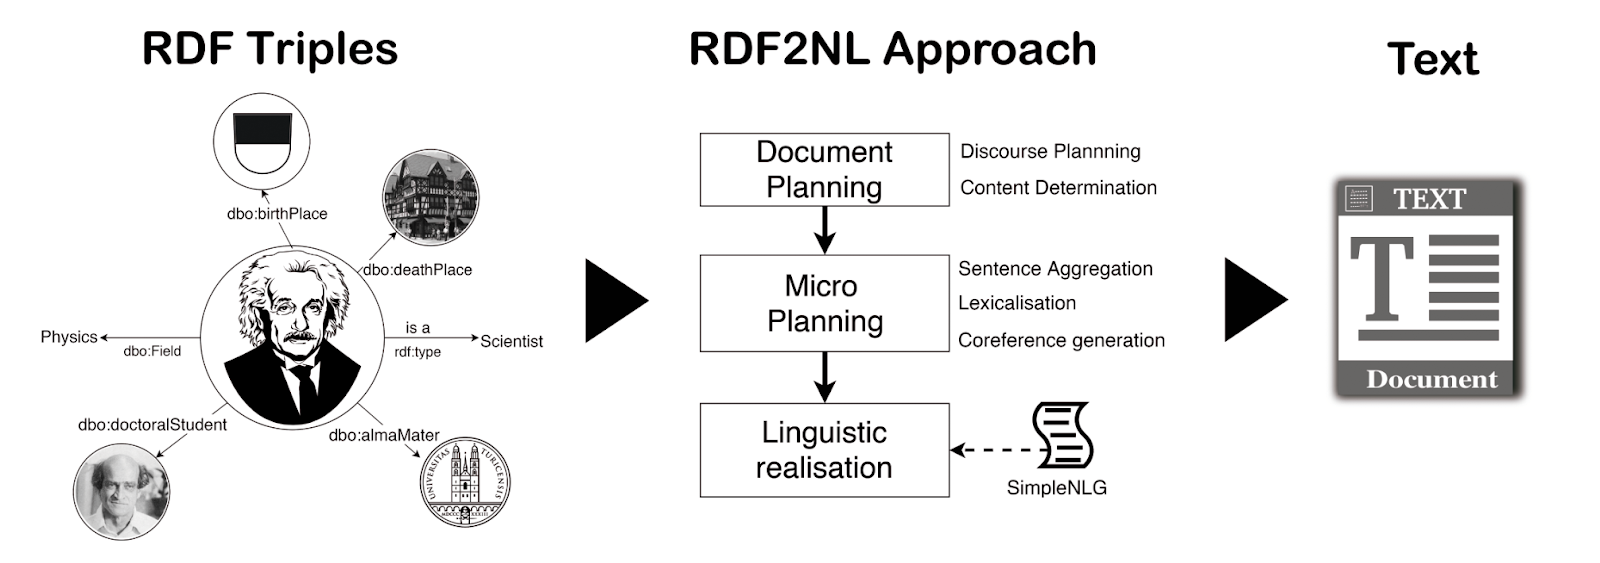 RDF Triples
dbo:birthPlace
dbo:deathPlace
Physics
dbo:Field
is a
rdf:type
Scientist
dbo:doctoralStudent
dbo:almaMater
UNIVERSITAS
TURICENSIS
MDCCC
XXXIII
RDF2NL Approach
Document
Planning
Discourse Plannning
Content Determination
Micro
Planning
Sentence Aggregation
Lexicalisation
Coreference generation
Linguistic
realisation
SimpleNLG
Text
TEXT
T
Document